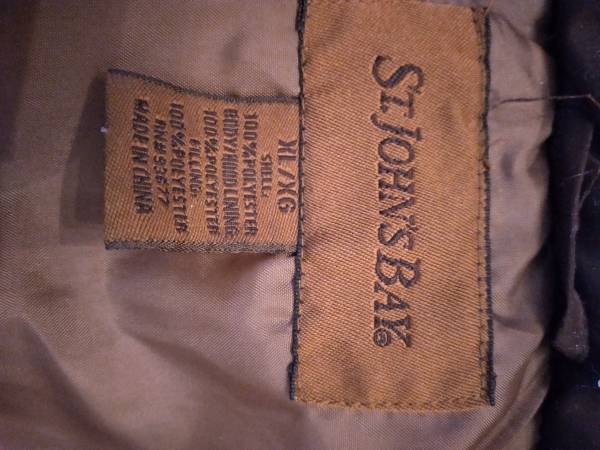 ST. JOHN'S BAY®
XL/XG
SHELL:
100%POLYESTER
BODY/HOOD LINING:
100%POLYESTER
FILLING:
100%POLYESTER
RN#93677
MADE IN CHINA